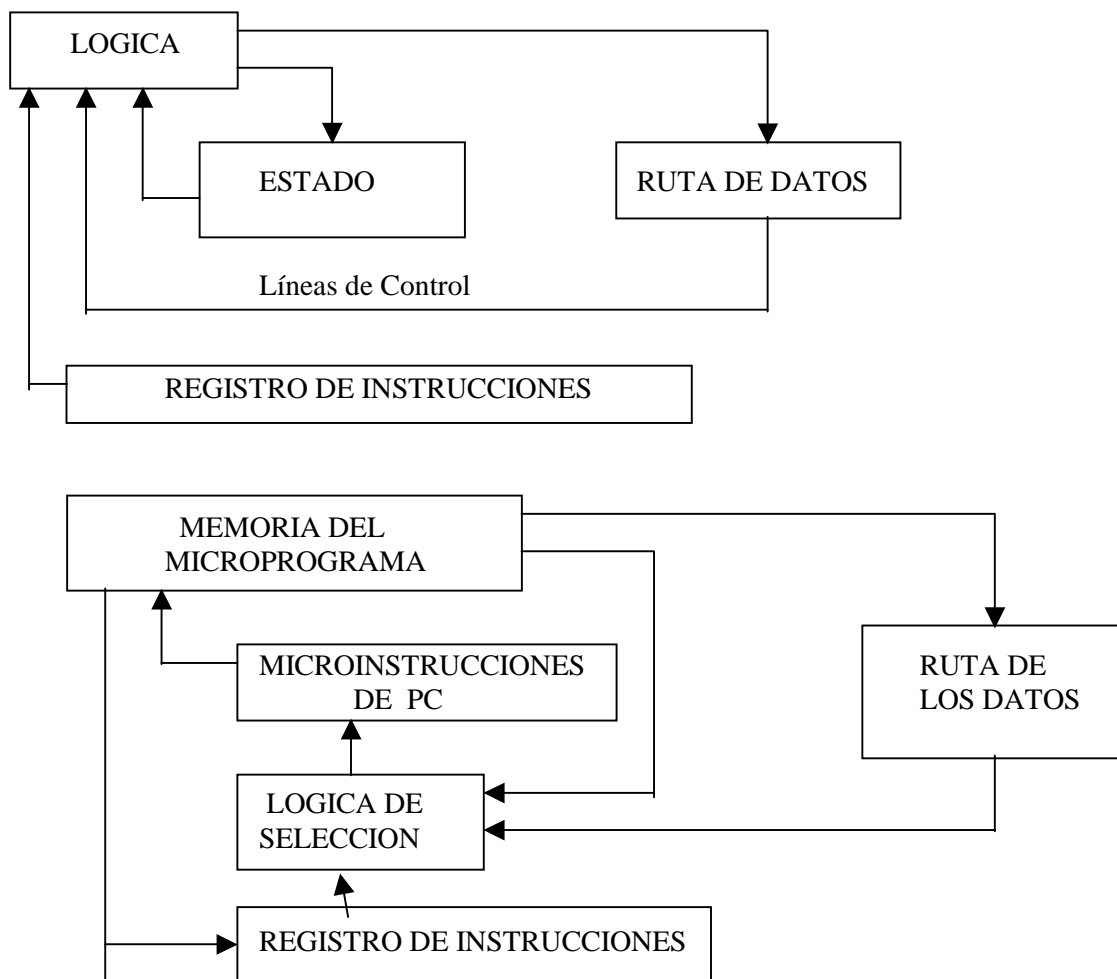 LOGICA
ESTADO
RUTA DE DATOS
Líneas de Control
REGISTRO DE INSTRUCCIONES
MEMORIA DEL
MICROPROGRAMA
MICROINSTRUCCIONES
DE PC
RUTA DE
LOS DATOS
LOGICA DE
SELECCION
REGISTRO DE INSTRUCCIONES